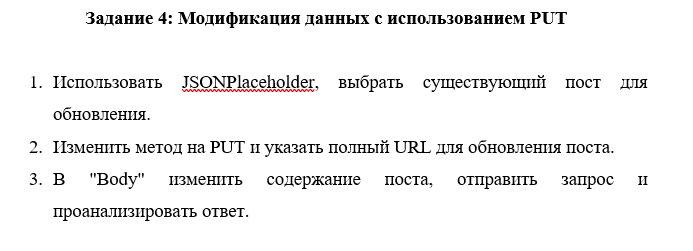 Задание 4: Модификация данных с использованием PUT
1. Использовать JSONPlaceholder, выбрать существующий пост для
обновления.
2. Изменить метод на PUT и указать полный URL для обновления поста.
3. В "Body" изменить содержание поста, отправить запрос и
проанализировать ответ.